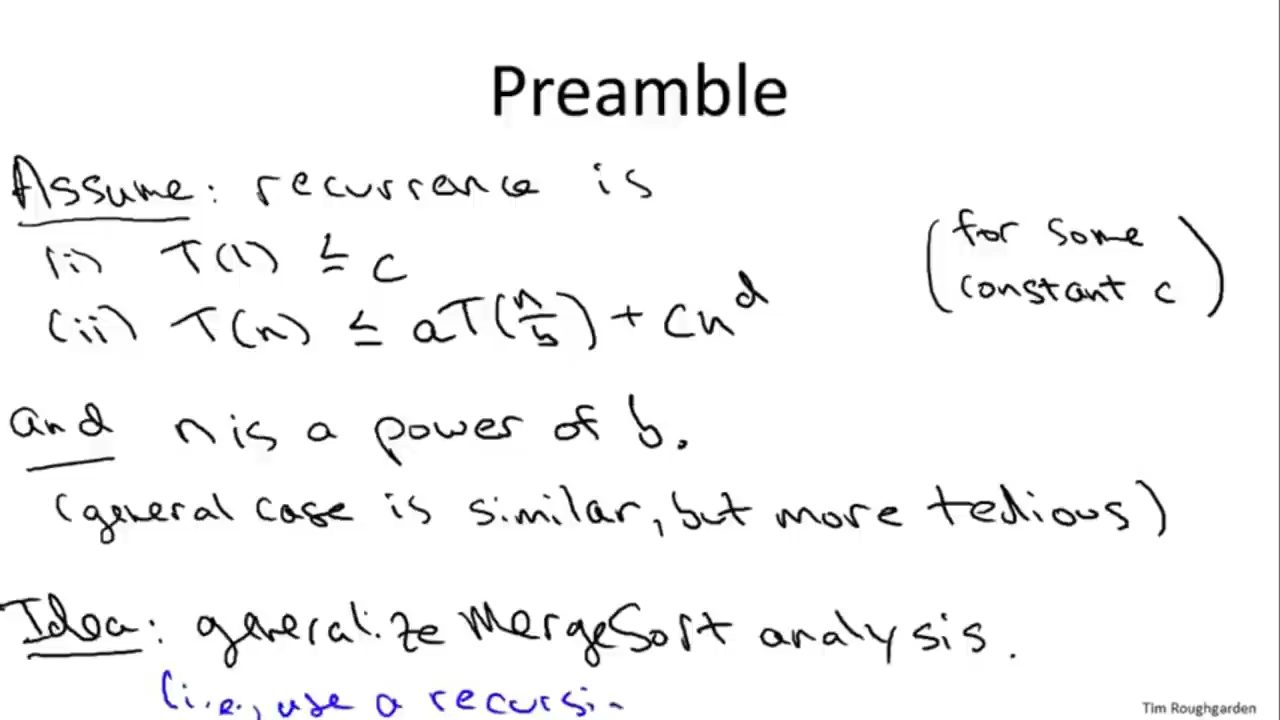 Preamble
Assume: recurrence is
(i) T(1) ≤ c
(for some constant c)
(ii) T(n) ≤ aT(n/b) + cn^d
and n is a power of b.
(general case is similar, but more tedious)
Idea: generalize MergeSort analysis.
(i.e., use a recursi
Tim Roughgarden